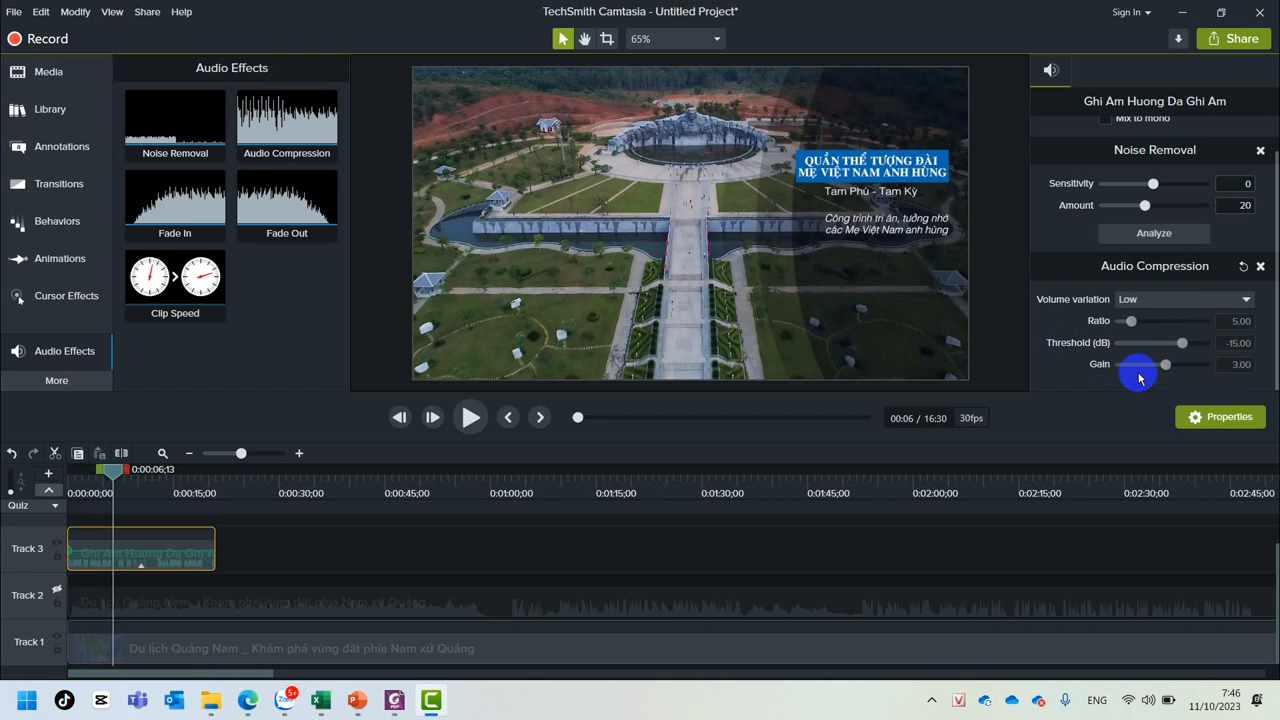 File Edit Modify View Share Help
TechSmith Camtasia - Untitled Project*
Sign In
Record
65%
Share
Media
Library
Annotations
Transitions
Behaviors
Animations
Cursor Effects
Audio Effects
More
Audio Effects
Noise Removal
Audio Compression
Fade In
Fade Out
Clip Speed
QUẦN THỂ TƯỢNG ĐÀI
MẸ VIỆT NAM ANH HÙNG
Tam Phú - Tam Kỳ
Công trình tri ân, tưởng nhớ
các Mẹ Việt Nam anh hùng
Ghi Am Huong Da Ghi Am
Mix to mono
Noise Removal
Sensitivity 0
Amount 20
Analyze
Audio Compression
Volume variation Low
Ratio 5.00
Threshold (dB) -15.00
Gain 3.00
00:06 / 16:30 30fps
Properties
0:00:06;13
0:00:00;00 0:00:15;00 0:00:30;00 0:00:45;00 0:01:00;00 0:01:15;00 0:01:30;00 0:01:45;00 0:02:00;00 0:02:15;00 0:02:30;00 0:02:45;00
Quiz
Track 3
Ghi Am Huong Da Ghi A
Track 2
Du lịch Quảng Nam _ Khám phá vùng đất phía Nam xứ Quảng
Track 1
Du lịch Quảng Nam _ Khám phá vùng đất phía Nam xứ Quảng
Zalo
5+
ENG
7:46
11/10/2023